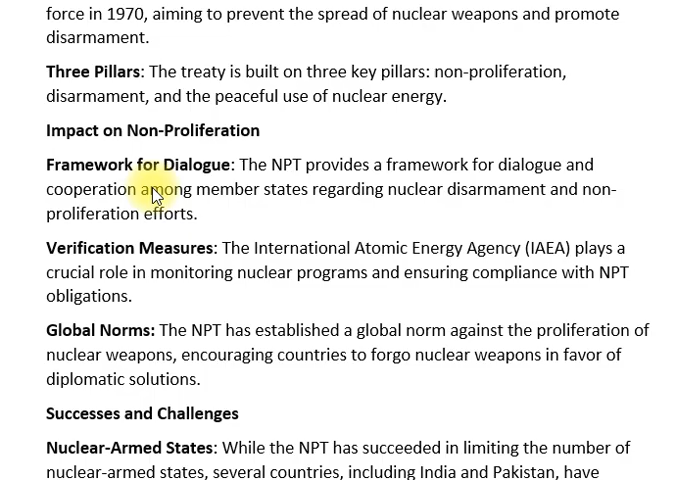 force in 1970, aiming to prevent the spread of nuclear weapons and promote
disarmament.
Three Pillars: The treaty is built on three key pillars: non-proliferation,
disarmament, and the peaceful use of nuclear energy.
Impact on Non-Proliferation
Framework for Dialogue: The NPT provides a framework for dialogue and
cooperation among member states regarding nuclear disarmament and non-
proliferation efforts.
Verification Measures: The International Atomic Energy Agency (IAEA) plays a
crucial role in monitoring nuclear programs and ensuring compliance with NPT
obligations.
Global Norms: The NPT has established a global norm against the proliferation of
nuclear weapons, encouraging countries to forgo nuclear weapons in favor of
diplomatic solutions.
Successes and Challenges
Nuclear-Armed States: While the NPT has succeeded in limiting the number of
nuclear-armed states, several countries, including India and Pakistan, have